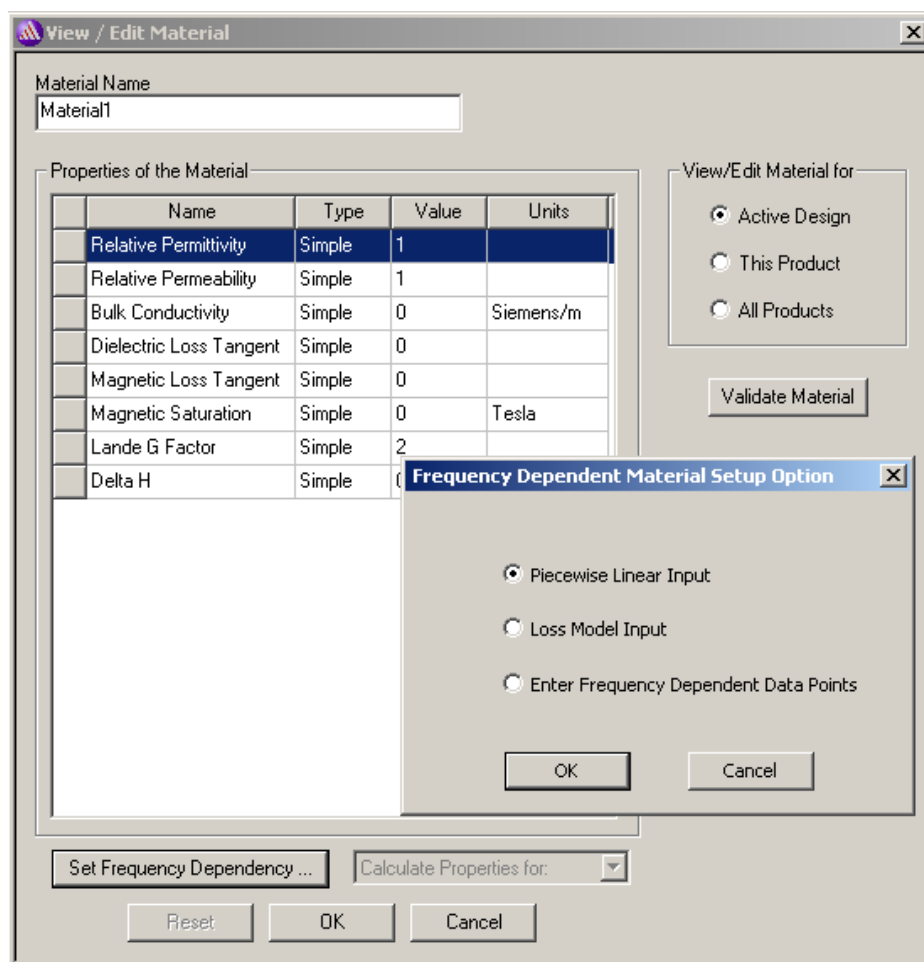 View / Edit Material
Material Name
Material1
Properties of the Material
Name Type Value Units
Relative Permittivity Simple 1
Relative Permeability Simple 1
Bulk Conductivity Simple 0 Siemens/m
Dielectric Loss Tangent Simple 0
Magnetic Loss Tangent Simple 0
Magnetic Saturation Simple 0 Tesla
Lande G Factor Simple 2
Delta H Simple
View/Edit Material for
Active Design
This Product
All Products
Validate Material
Frequency Dependent Material Setup Option
Piecewise Linear Input
Loss Model Input
Enter Frequency Dependent Data Points
OK Cancel
Set Frequency Dependency ... Calculate Properties for:
Reset OK Cancel